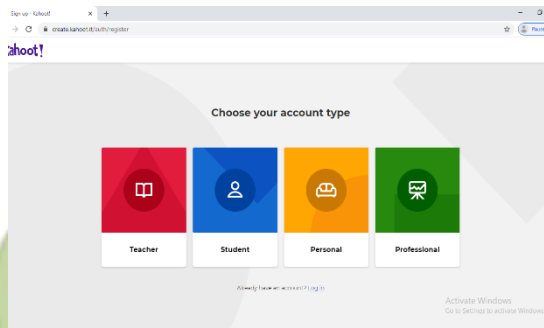 Sign up - Kahoot!
create.kahoot.it/auth/register
Kahoot!
Choose your account type
Teacher
Student
Personal
Professional
Already have an account? Log in
Activate Windows
Go to Settings to activate Windows.